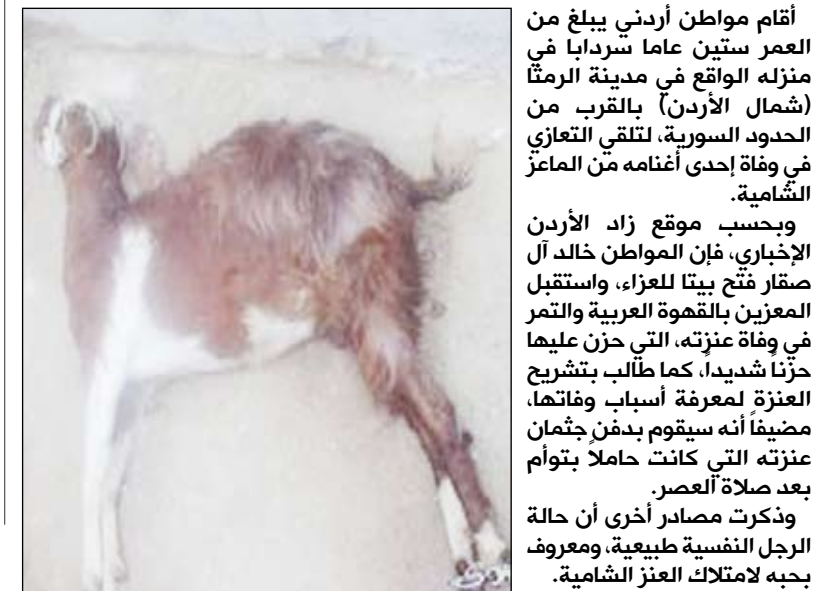 أقام مواطن أردني يبلغ من
العمر ستين عاما سردابا في
منزله الواقع في مدينة الرمثا
(شمال الأردن) بالقرب من
الحدود السورية، لتلقي التعازي
في وفاة إحدى أغنامه من الماعز
الشامية.
وبحسب موقع زاد الأردن
الإخباري، فإن المواطن خالد آل
صقار فتح بيتا للعزاء، واستقبل
المعزين بالقهوة العربية والتمر
في وفاة عنزته، التي حزن عليها
حزناً شديداً، كما طالب بتشريح
العنزة لمعرفة أسباب وفاتها،
مضيفاً أنه سيقوم بدفن جثمان
عنزته التي كانت حاملاً بتوأم
بعد صلاة العصر.
وذكرت مصادر أخرى أن حالة
الرجل النفسية طبيعية، ومعروف
بحبه لامتلاك العنز الشامية.